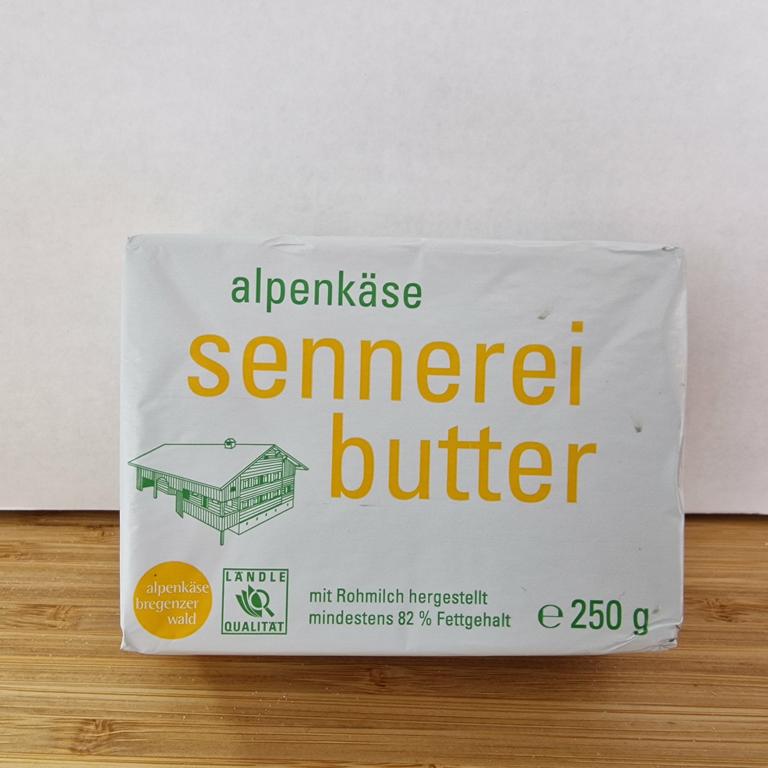 alpenkäse
sennerei
butter
alpenkäse
bregenzer
wald
LÄNDLE
QUALITÄT
mit Rohmilch hergestellt
mindestens 82 % Fettgehalt
℮ 250 g